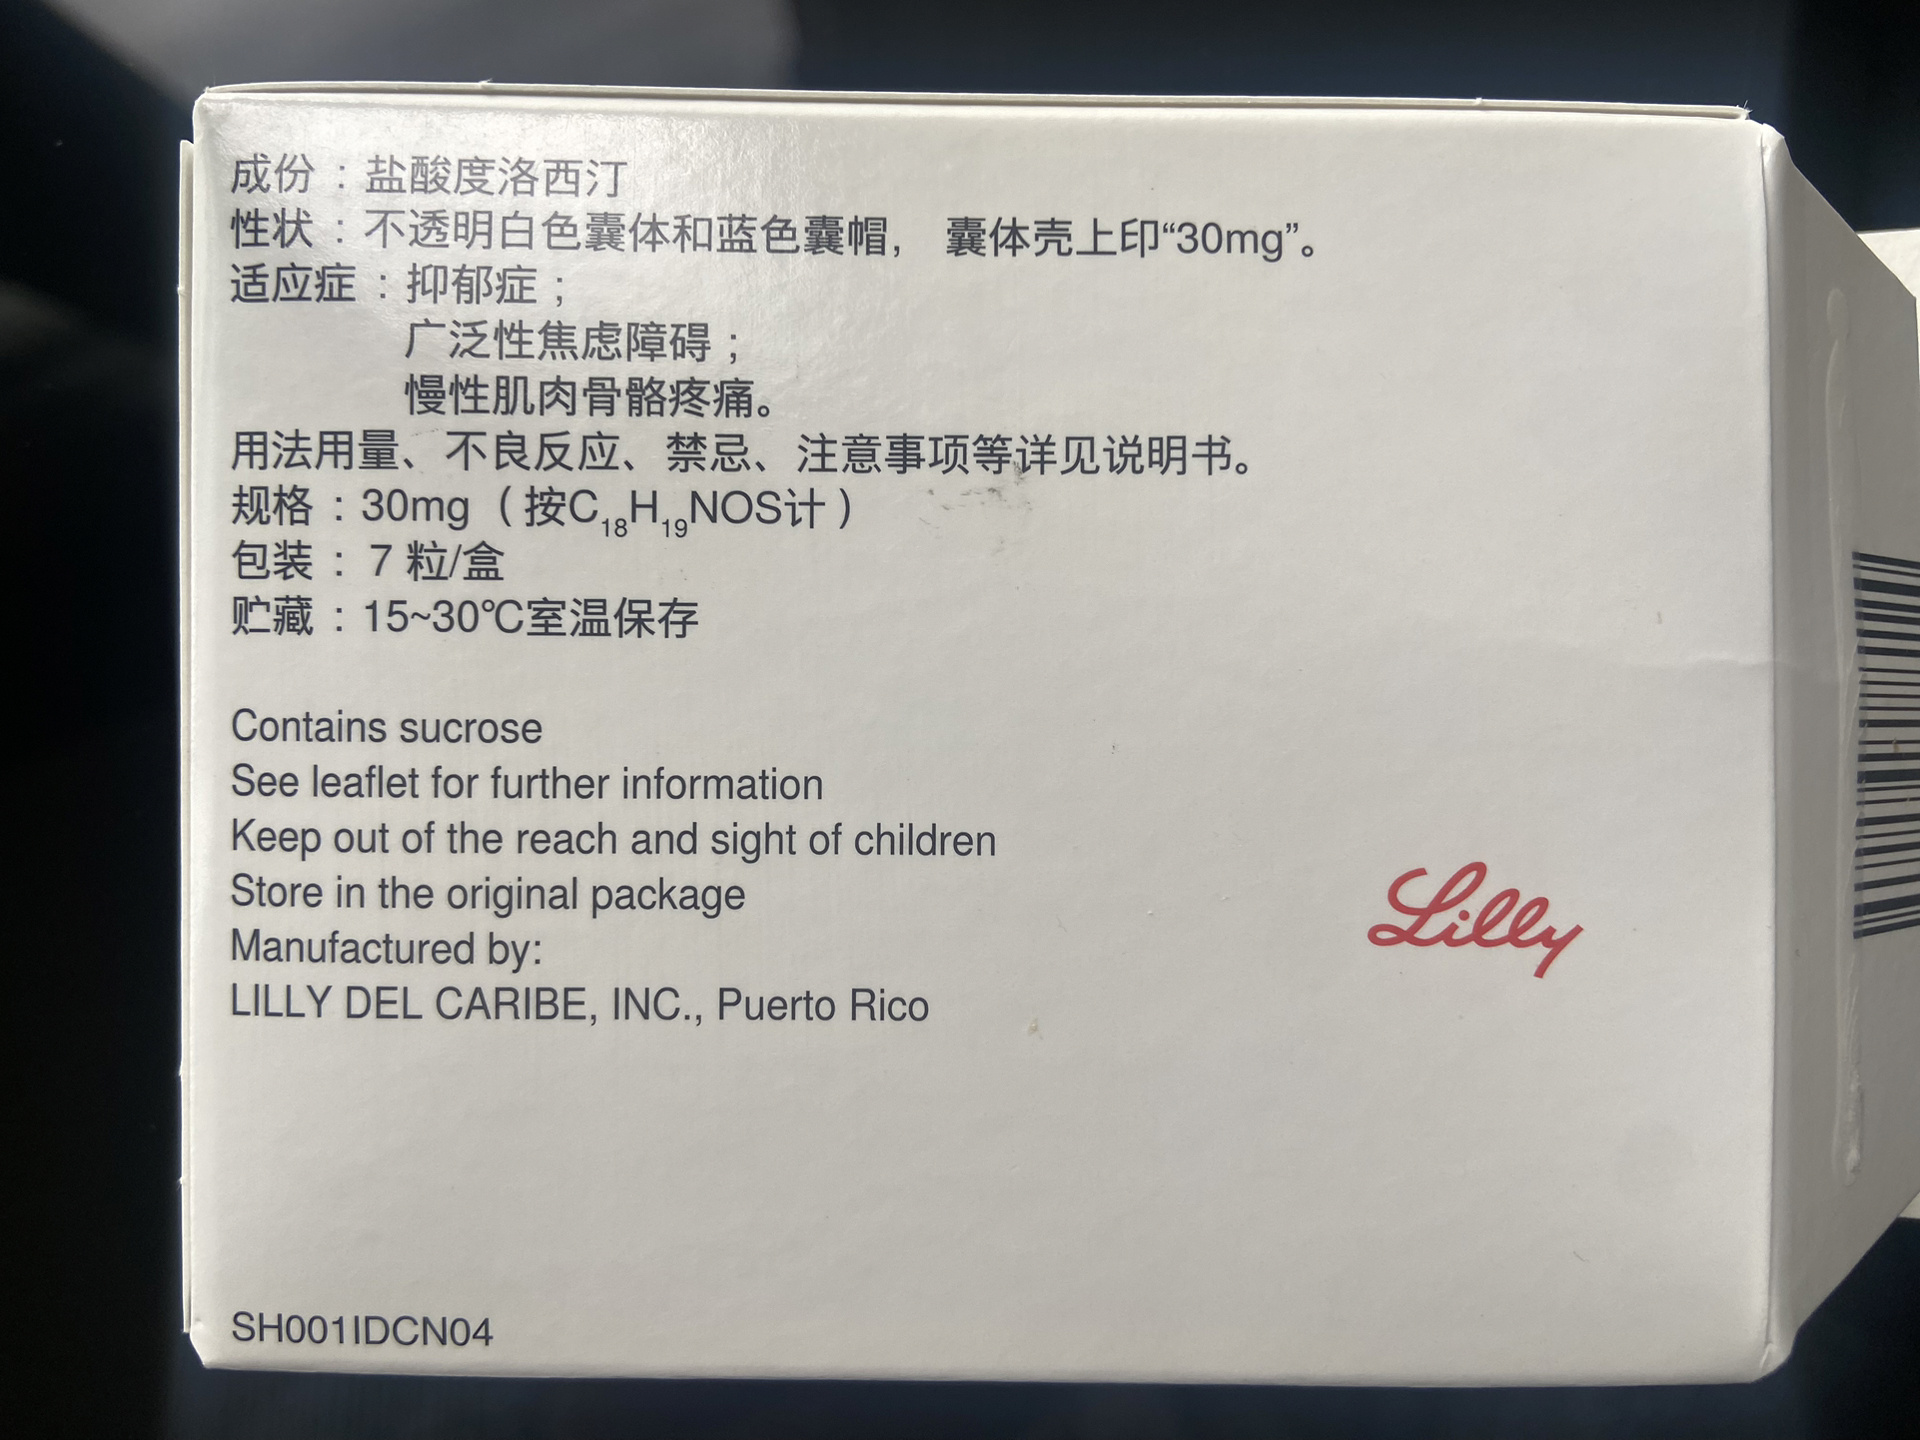 成份：盐酸度洛西汀
性状：不透明白色囊体和蓝色囊帽， 囊体壳上印“30mg”。
适应症：抑郁症；
广泛性焦虑障碍；
慢性肌肉骨骼疼痛。
用法用量、不良反应、禁忌、注意事项等详见说明书。
规格：30mg（按C₁₈H₁₉NOS计）
包装：7 粒/盒
贮藏：15~30℃室温保存
Contains sucrose
See leaflet for further information
Keep out of the reach and sight of children
Store in the original package
Manufactured by:
LILLY DEL CARIBE, INC., Puerto Rico
Lilly
SH001IDCN04